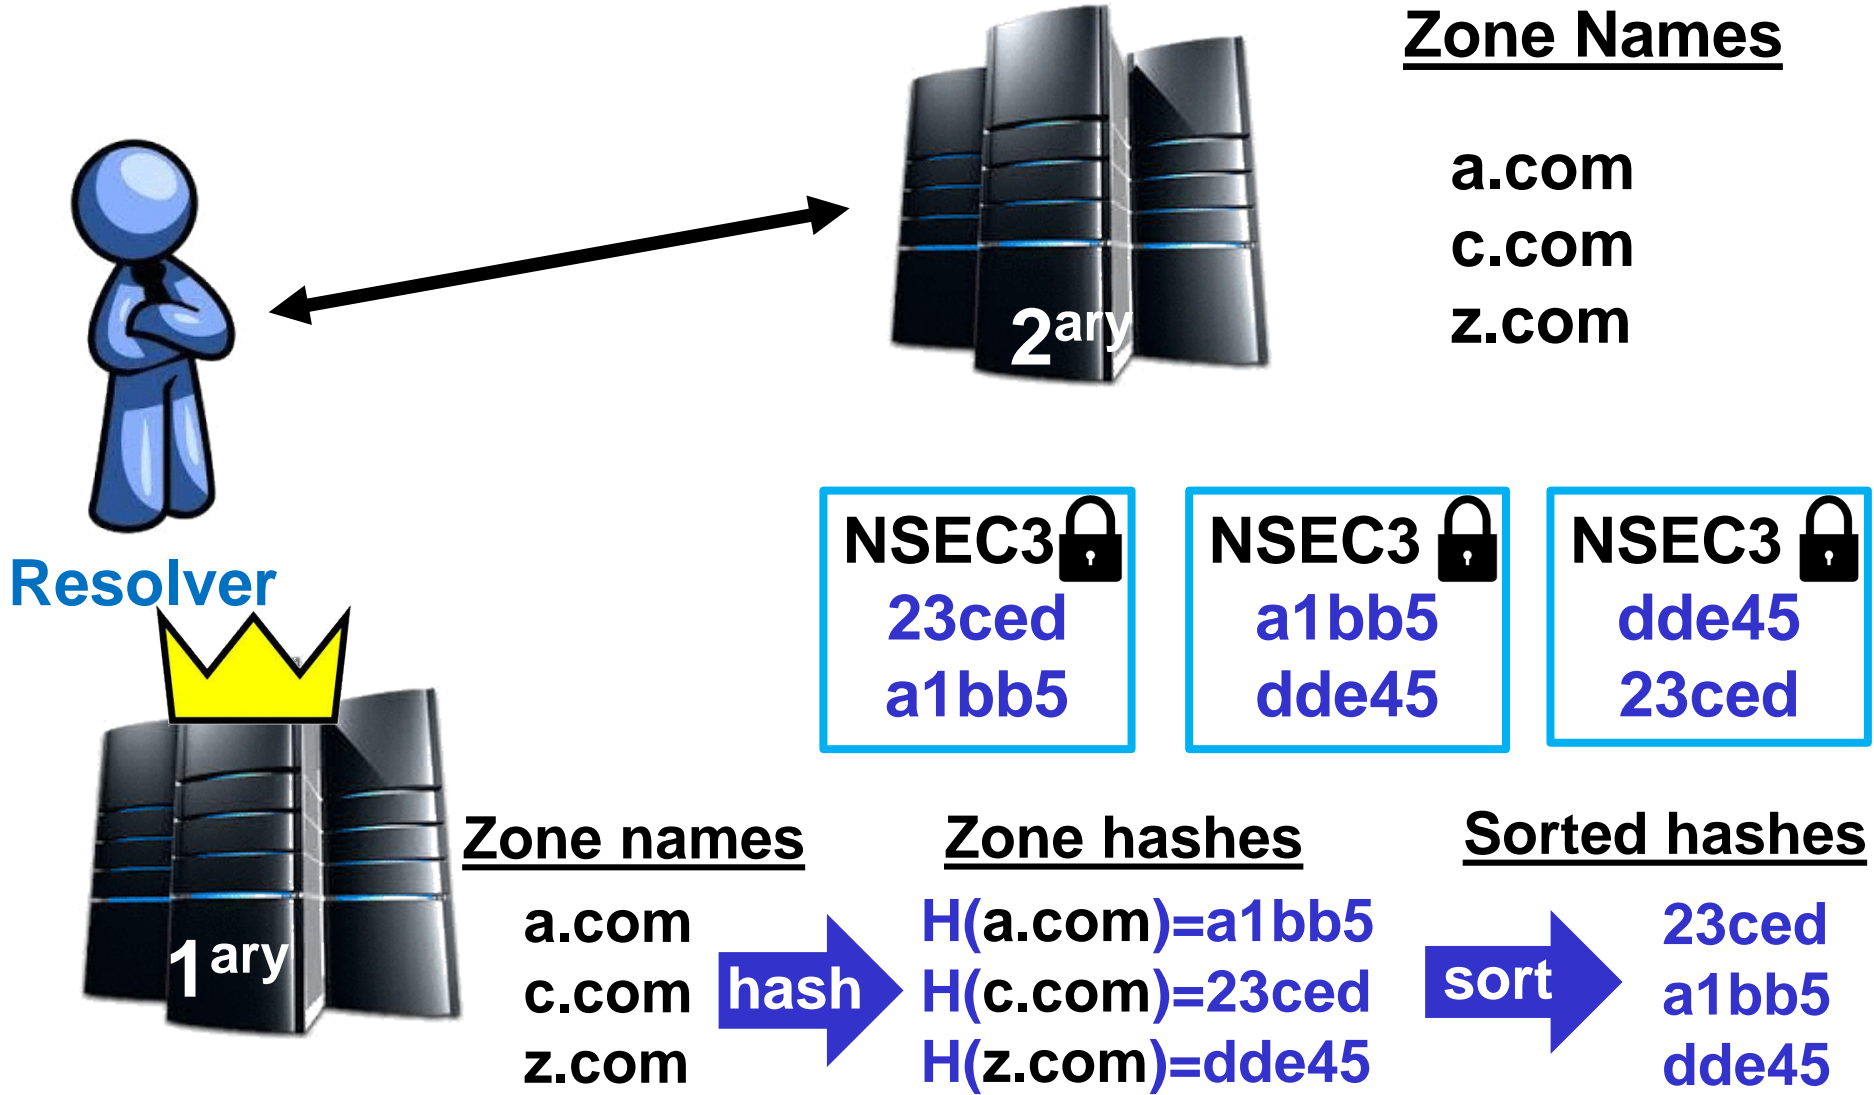 Zone Names
a.com
c.com
z.com
2ary
Resolver
NSEC3
23ced
a1bb5
NSEC3
a1bb5
dde45
NSEC3
dde45
23ced
1ary
Zone names
a.com
c.com
z.com
hash
Zone hashes
H(a.com)=a1bb5
H(c.com)=23ced
H(z.com)=dde45
sort
Sorted hashes
23ced
a1bb5
dde45